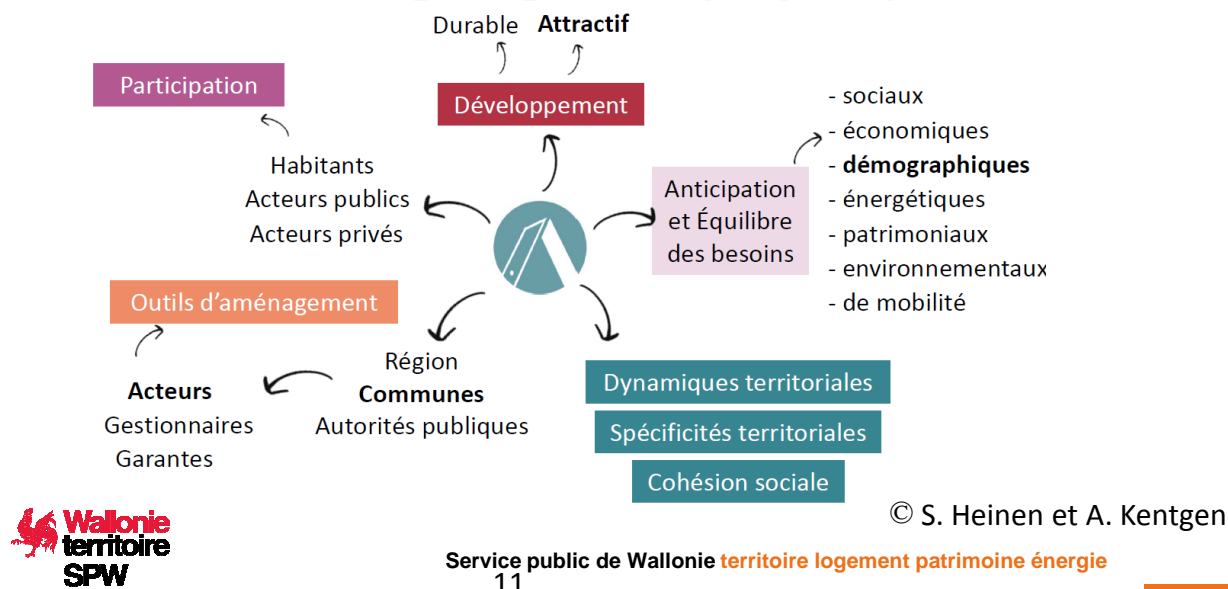 Durable Attractif
Développement
Participation
Habitants
Acteurs publics
Acteurs privés
Anticipation
et Équilibre
des besoins
- sociaux
- économiques
- démographiques
- énergétiques
- patrimoniaux
- environnementaux
- de mobilité
Outils d’aménagement
Acteurs
Gestionnaires
Garantes
Région
Communes
Autorités publiques
Dynamiques territoriales
Spécificités territoriales
Cohésion sociale
© S. Heinen et A. Kentgen
Wallonie
territoire
SPW
Service public de Wallonie territoire logement patrimoine énergie
11